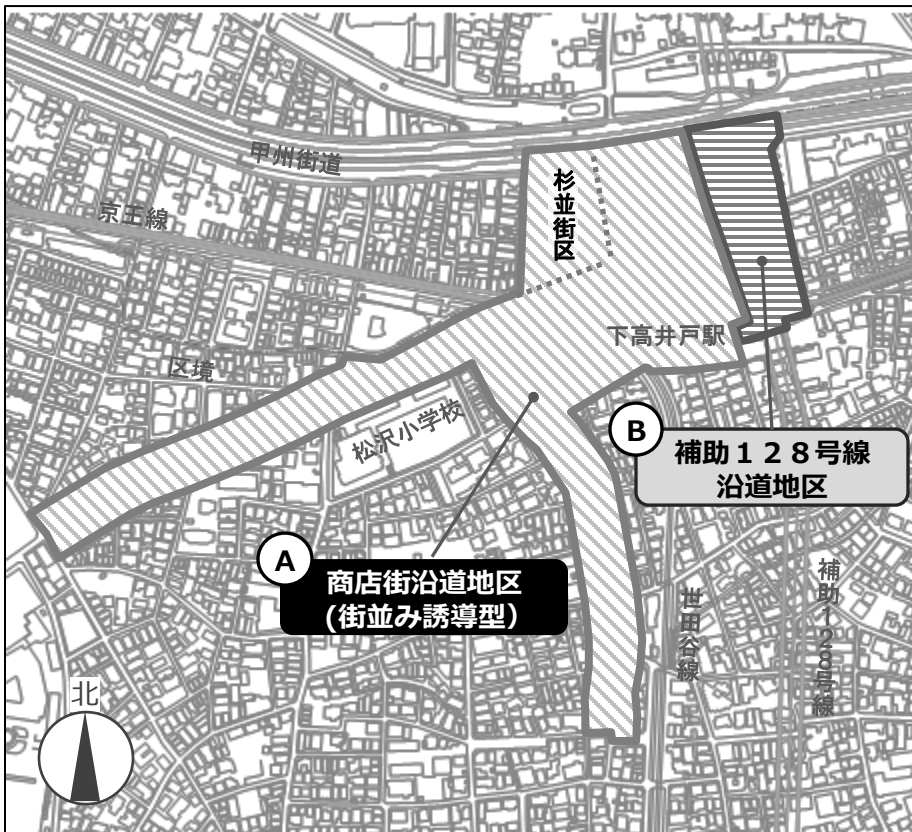 甲州街道
杉並街区
京王線
下高井戸駅
区境
松沢小学校
B
補助128号線
沿道地区
A
商店街沿道地区
(街並み誘導型)
世田谷線
補助128号線
北